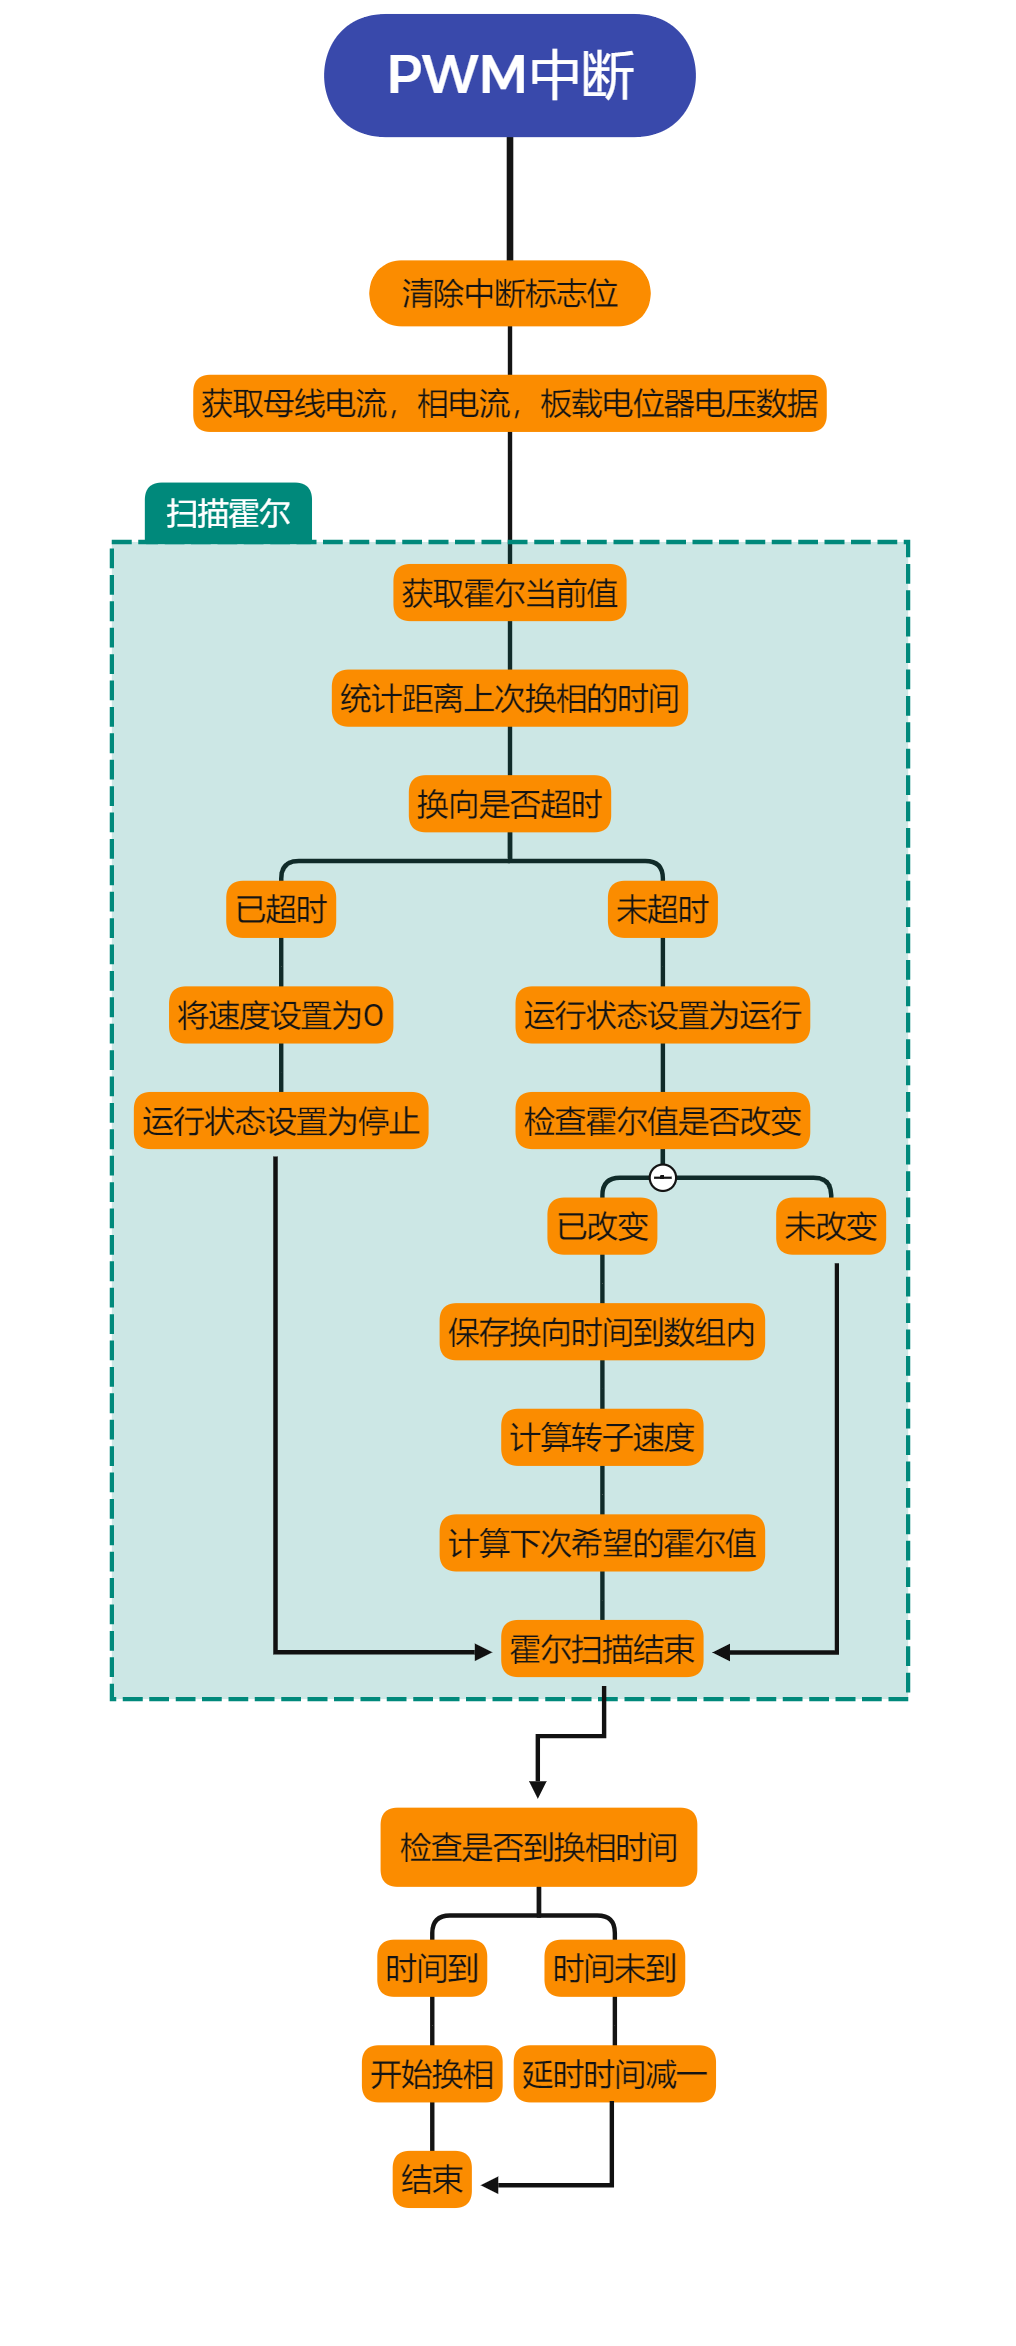 PWM中断
清除中断标志位
获取母线电流，相电流，板载电位器电压数据
扫描霍尔
获取霍尔当前值
统计距离上次换相的时间
换向是否超时
已超时
未超时
将速度设置为0
运行状态设置为运行
运行状态设置为停止
检查霍尔值是否改变
已改变
未改变
保存换向时间到数组内
计算转子速度
计算下次希望的霍尔值
霍尔扫描结束
检查是否到换相时间
时间到
时间未到
开始换相
延时时间减一
结束